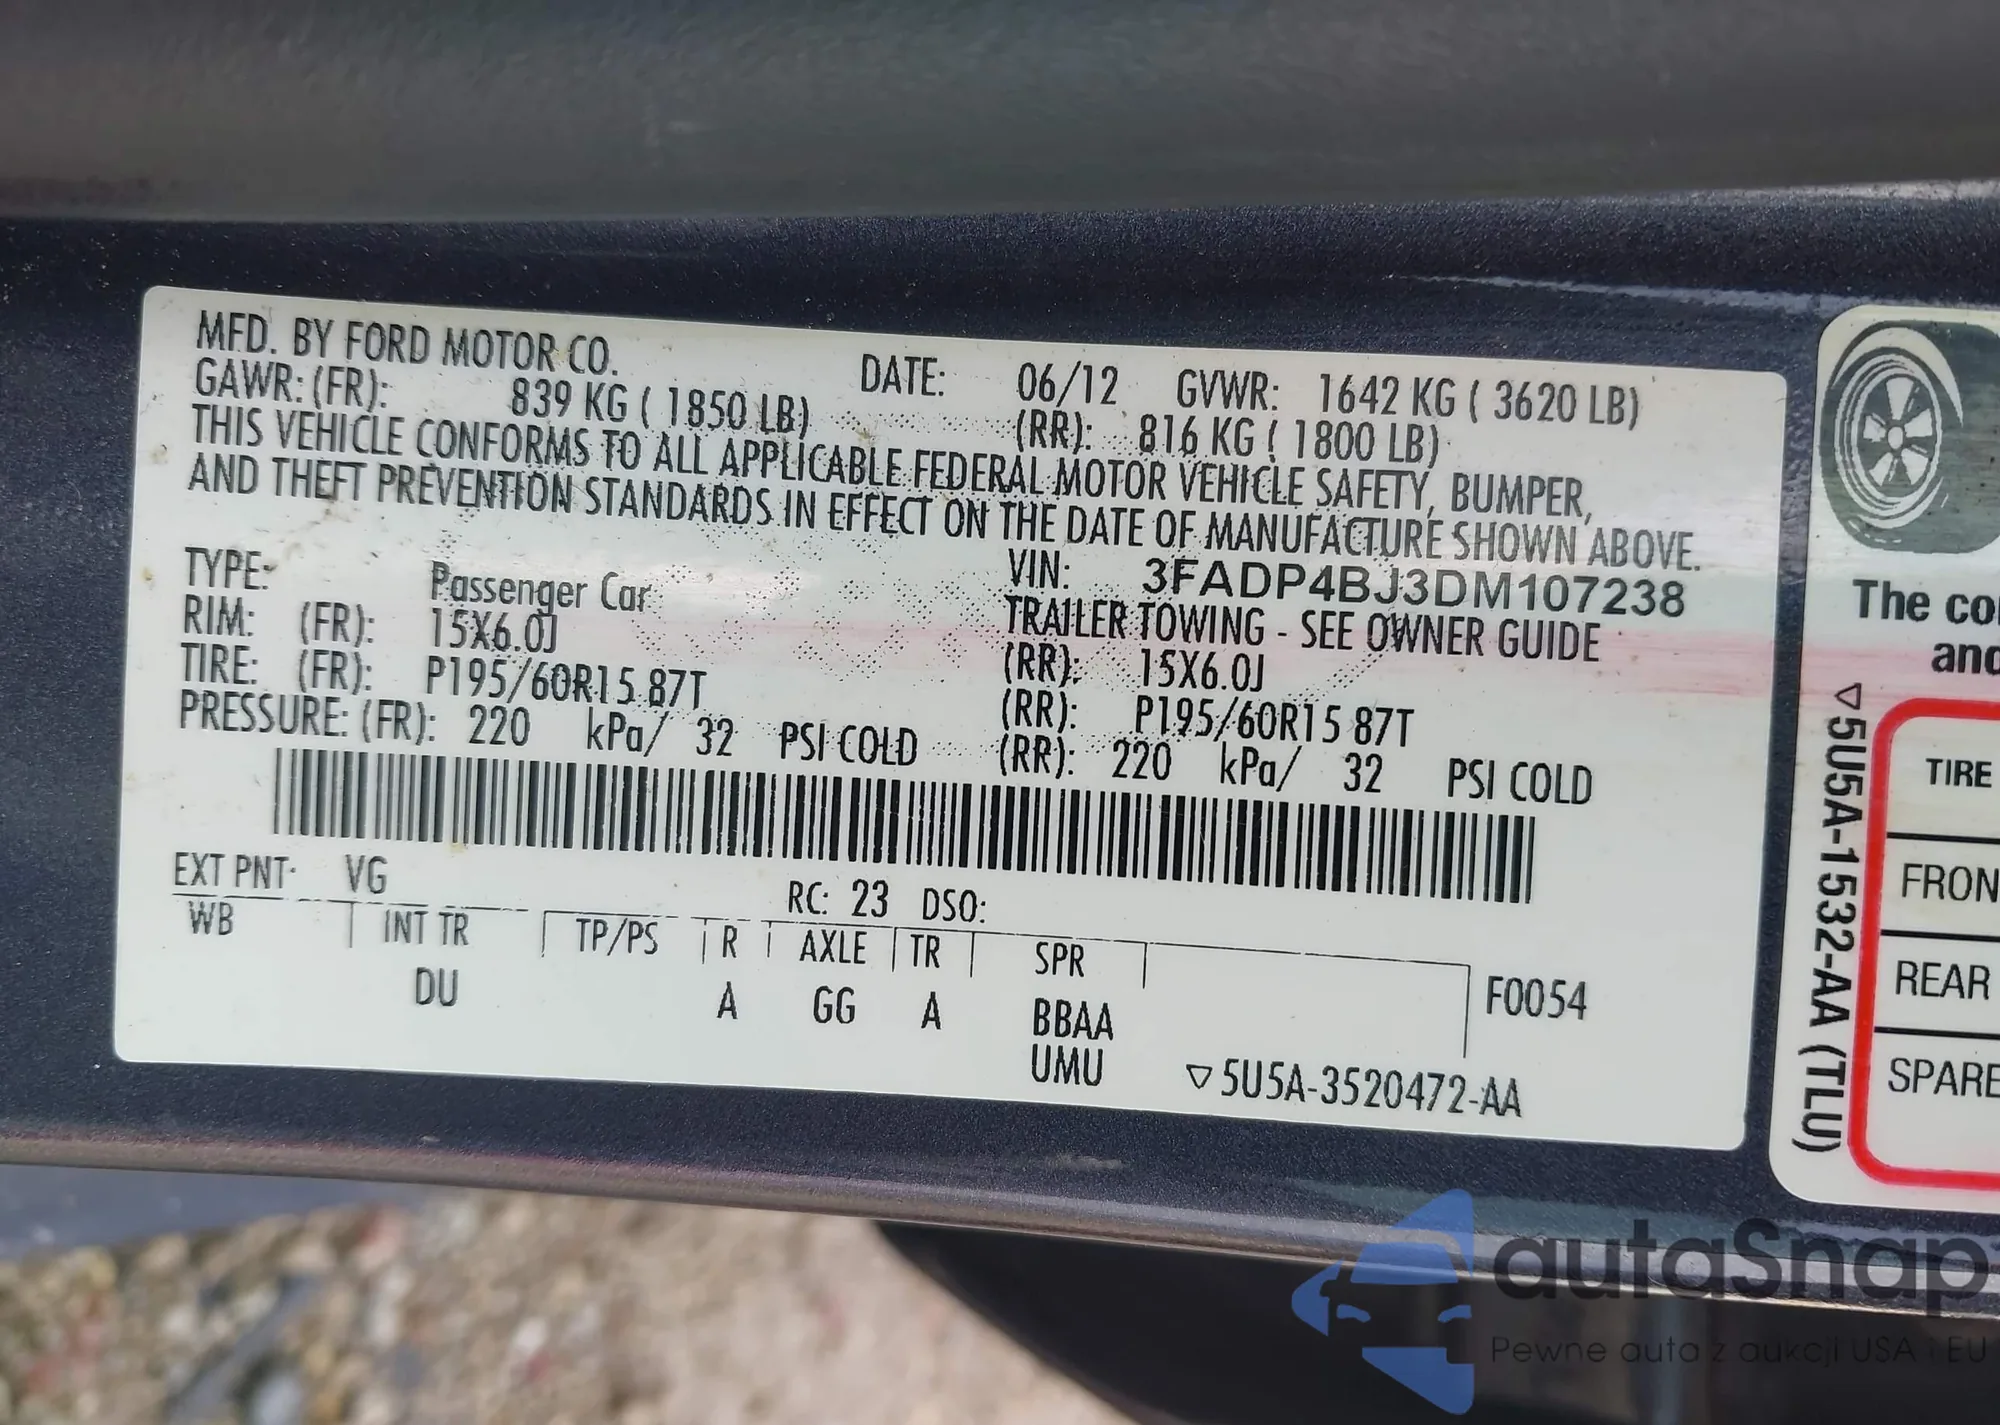 MFD. BY FORD MOTOR CO. DATE: 06/12 GVWR: 1642 KG ( 3620 LB)
GAWR: (FR): 839 KG ( 1850 LB) (RR): 816 KG ( 1800 LB)
THIS VEHICLE CONFORMS TO ALL APPLICABLE FEDERAL MOTOR VEHICLE SAFETY, BUMPER,
AND THEFT PREVENTION STANDARDS IN EFFECT ON THE DATE OF MANUFACTURE SHOWN ABOVE.
VIN: 3FADP4BJ3DM107238
TYPE: Passenger Car TRAILER TOWING - SEE OWNER GUIDE
RIM: (FR): 15X6.0J (RR): 15X6.0J
TIRE: (FR): P195/60R15 87T (RR): P195/60R15 87T
PRESSURE: (FR): 220 kPa/ 32 PSI COLD (RR): 220 kPa/ 32 PSI COLD
EXT PNT: VG RC: 23 DSO:
WB INT TR TP/PS R AXLE TR SPR
DU A GG A BBAA F0054
UMU ▽5U5A-3520472-AA
The co
and
▽5U5A-1532-AA (TLU)
TIRE
FRON
REAR
SPARE
autaSnap
Pewne auta z aukcji USA i EU